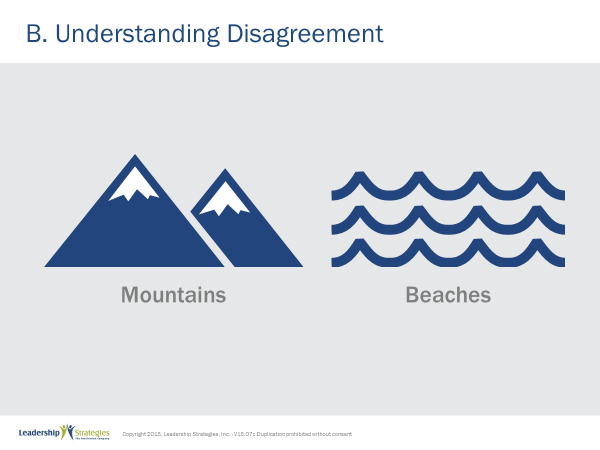 B. Understanding Disagreement
Mountains
Beaches
Leadership Strategies
The Facilitation Company
Copyright 2015, Leadership Strategies, Inc. - V15.07c Duplication prohibited without consent